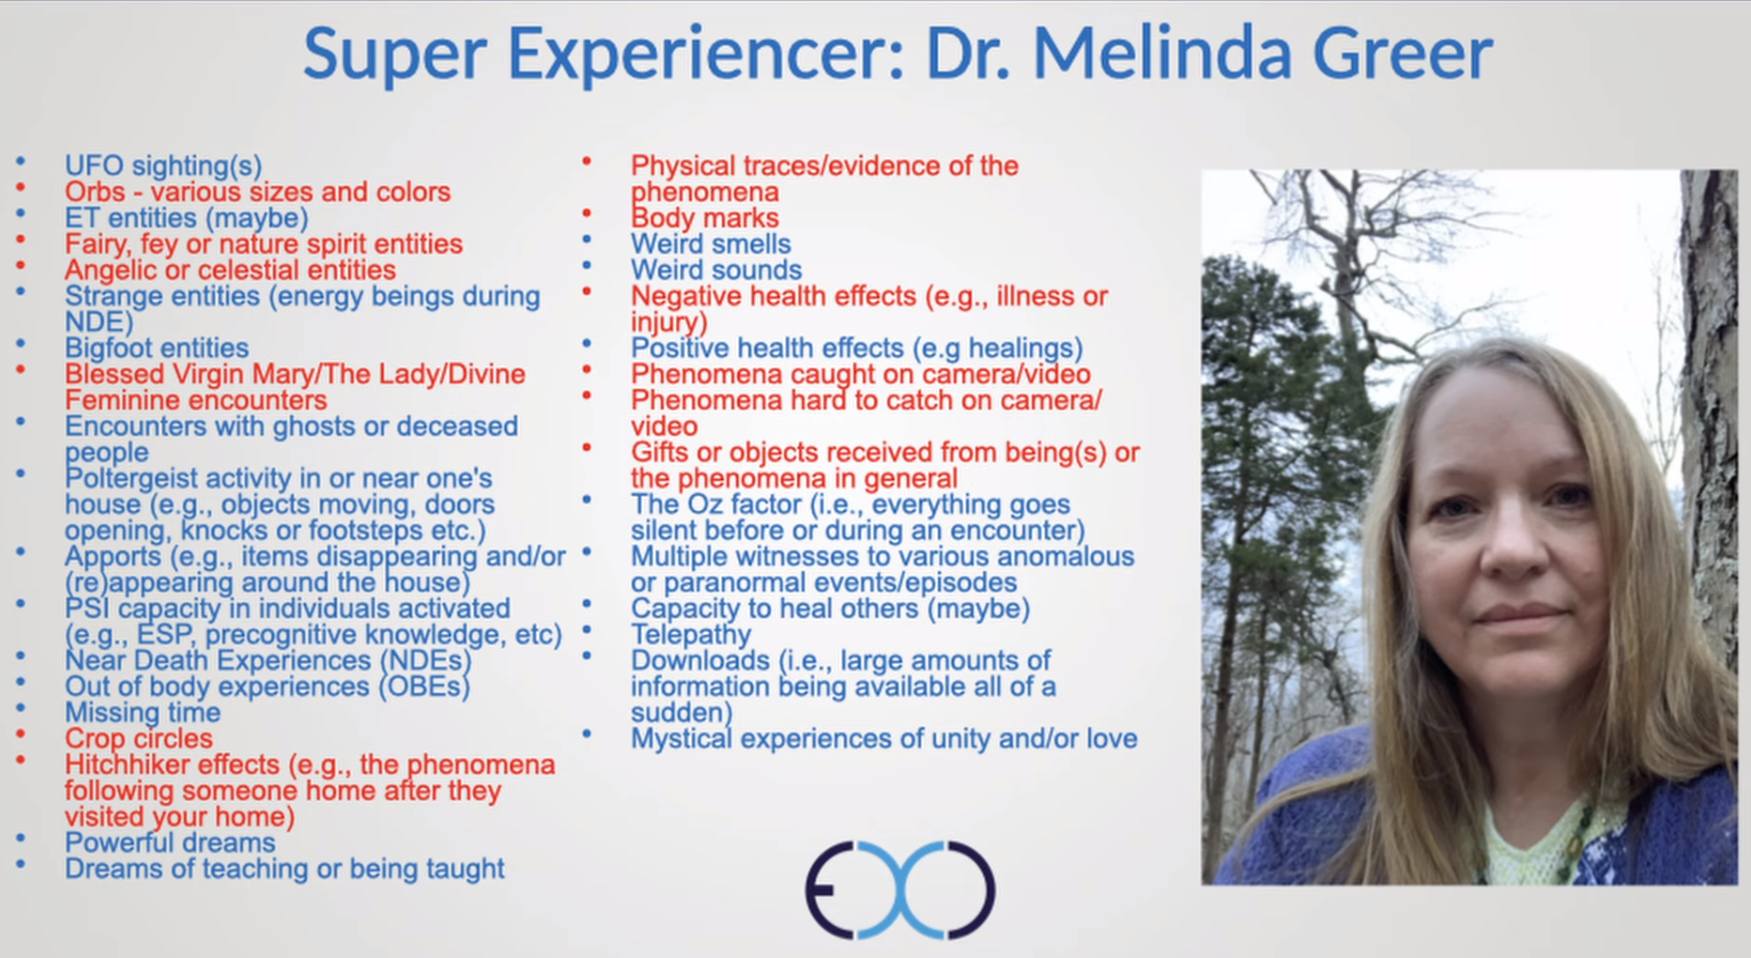 Super Experiencer: Dr. Melinda Greer
• UFO sighting(s)
• Orbs - various sizes and colors
• ET entities (maybe)
• Fairy, fey or nature spirit entities
• Angelic or celestial entities
• Strange entities (energy beings during
NDE)
• Bigfoot entities
• Blessed Virgin Mary/The Lady/Divine
Feminine encounters
• Encounters with ghosts or deceased
people
• Poltergeist activity in or near one's
house (e.g., objects moving, doors
opening, knocks or footsteps etc.)
• Apports (e.g., items disappearing and/or
(re)appearing around the house)
• PSI capacity in individuals activated
(e.g., ESP, precognitive knowledge, etc)
• Near Death Experiences (NDEs)
• Out of body experiences (OBEs)
• Missing time
• Crop circles
• Hitchhiker effects (e.g., the phenomena
following someone home after they
visited your home)
• Powerful dreams
• Dreams of teaching or being taught
• Physical traces/evidence of the
phenomena
• Body marks
• Weird smells
• Weird sounds
• Negative health effects (e.g., illness or
injury)
• Positive health effects (e.g healings)
• Phenomena caught on camera/video
• Phenomena hard to catch on camera/
video
• Gifts or objects received from being(s) or
the phenomena in general
• The Oz factor (i.e., everything goes
silent before or during an encounter)
• Multiple witnesses to various anomalous
or paranormal events/episodes
• Capacity to heal others (maybe)
• Telepathy
• Downloads (i.e., large amounts of
information being available all of a
sudden)
• Mystical experiences of unity and/or love
EXO